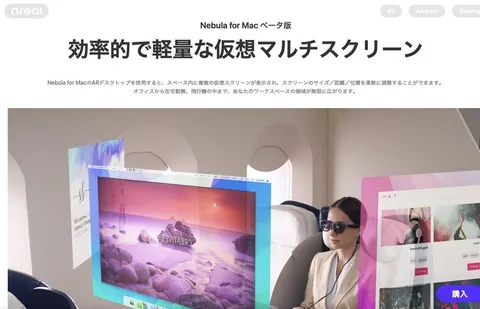 nreal
Air
Adapter
Nebula for Mac ベータ版
効率的で軽量な仮想マルチスクリーン
Nebula for MacのARデスクトップを使用すると、スペース内に複数の仮想スクリーンが表示され、スクリーンのサイズ／距離／位置を柔軟に調整することができます。
オフィスから在宅勤務、飛行機の中まで、あなたのワークスペースの領域が無限に広がります。
購入